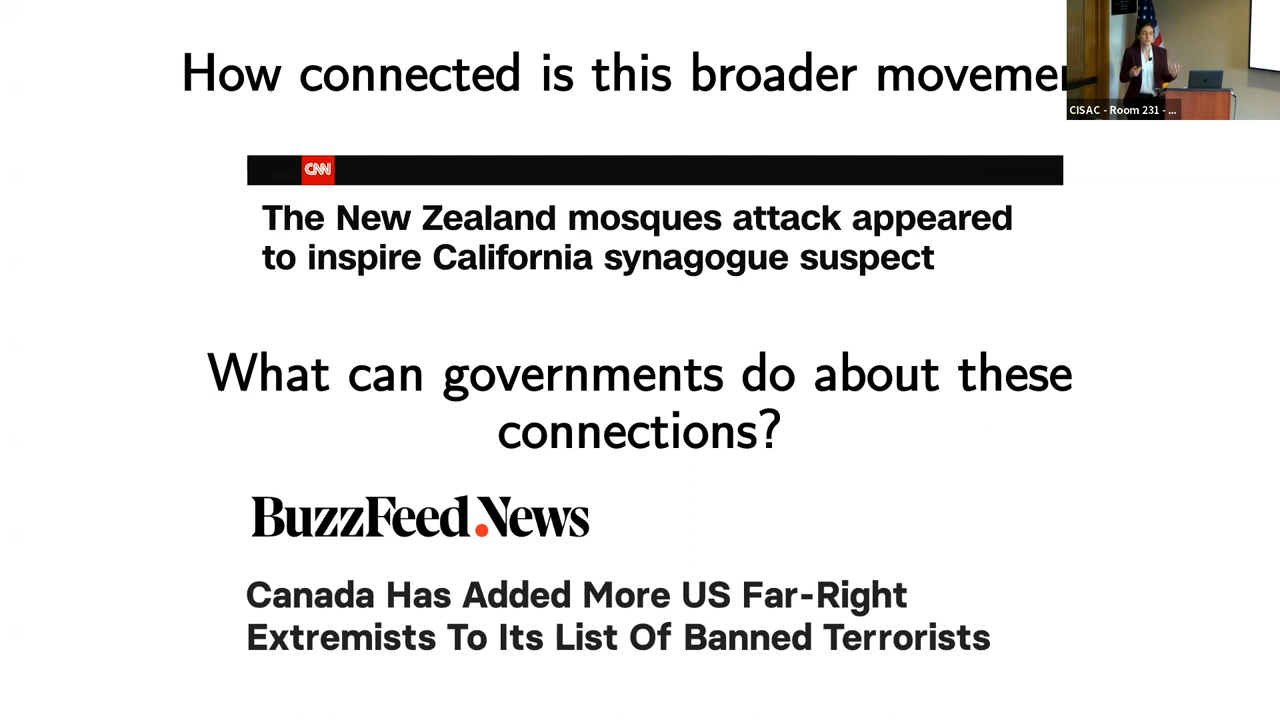 How connected is this broader movemen
CISAC - Room 231 - ...
CNN
The New Zealand mosques attack appeared
to inspire California synagogue suspect
What can governments do about these
connections?
BuzzFeed.News
Canada Has Added More US Far-Right
Extremists To Its List Of Banned Terrorists